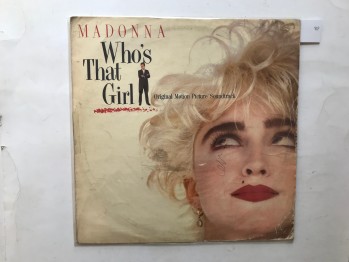 MADONNA
Who's
That
Girl
Original Motion Picture Soundtrack